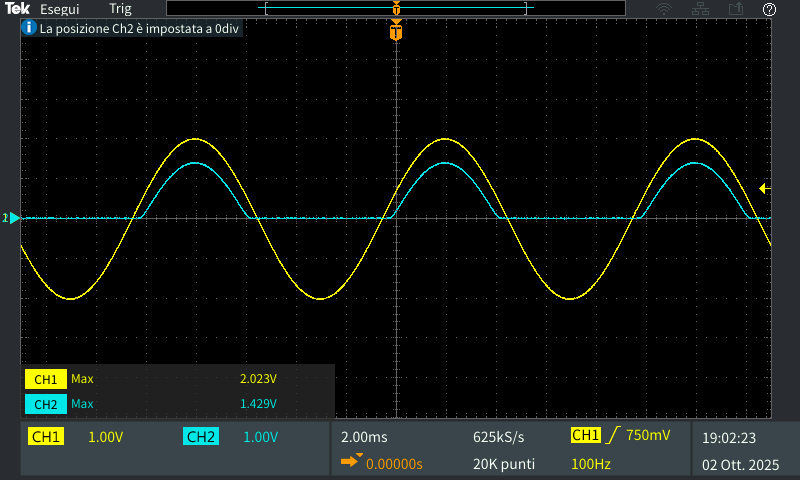 Tek Esegui Trig T ?
i La posizione Ch2 è impostata a 0div
T
CH1 Max 2.023V
CH2 Max 1.429V
CH1 1.00V CH2 1.00V 2.00ms 625kS/s CH1 750mV 19:02:23
0.00000s 20K punti 100Hz 02 Ott. 2025